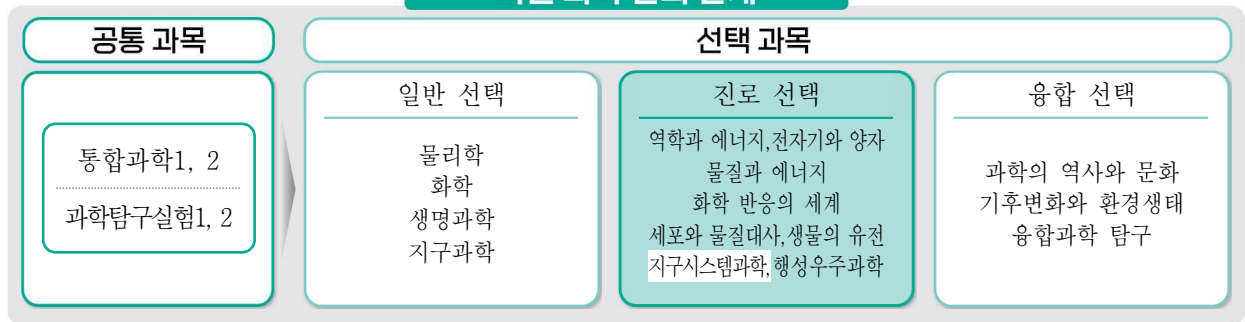 공통 과목
선택 과목
통합과학1, 2
과학탐구실험1, 2
일반 선택
물리학
화학
생명과학
지구과학
진로 선택
역학과 에너지,전자기와 양자
물질과 에너지
화학 반응의 세계
세포와 물질대사,생물의 유전
지구시스템과학,행성우주과학
융합 선택
과학의 역사와 문화
기후변화와 환경생태
융합과학 탐구